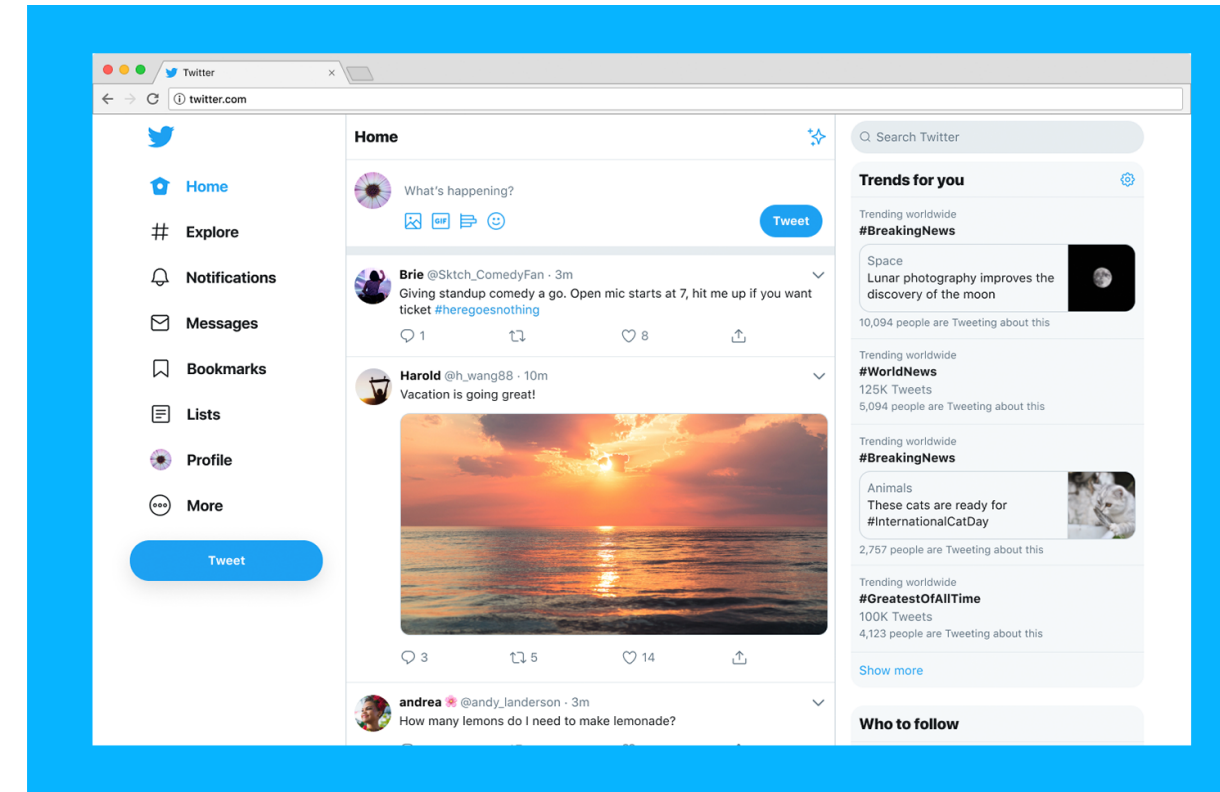 Twitter
twitter.com
Home
Explore
Notifications
Messages
Bookmarks
Lists
Profile
More
Tweet
Home
What's happening?
GIF
Tweet
Brie @Sktch_ComedyFan · 3m
Giving standup comedy a go. Open mic starts at 7, hit me up if you want
ticket #heregoesnothing
1
8
Harold @h_wang88 · 10m
Vacation is going great!
3
5
14
andrea 🌸 @andy_landerson · 3m
How many lemons do I need to make lemonade?
Search Twitter
Trends for you
Trending worldwide
#BreakingNews
Space
Lunar photography improves the
discovery of the moon
10,094 people are Tweeting about this
Trending worldwide
#WorldNews
125K Tweets
5,094 people are Tweeting about this
Trending worldwide
#BreakingNews
Animals
These cats are ready for
#InternationalCatDay
2,757 people are Tweeting about this
Trending worldwide
#GreatestOfAllTime
100K Tweets
4,123 people are Tweeting about this
Show more
Who to follow